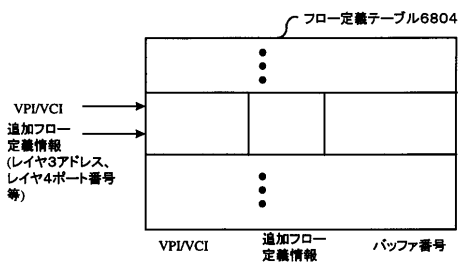 フロー定義テーブル6804
VPI/VCI
追加フロー
定義情報
(レイヤ3アドレス、
レイヤ4ポート番号
等)
VPI/VCI
追加フロー
定義情報
バッファ番号